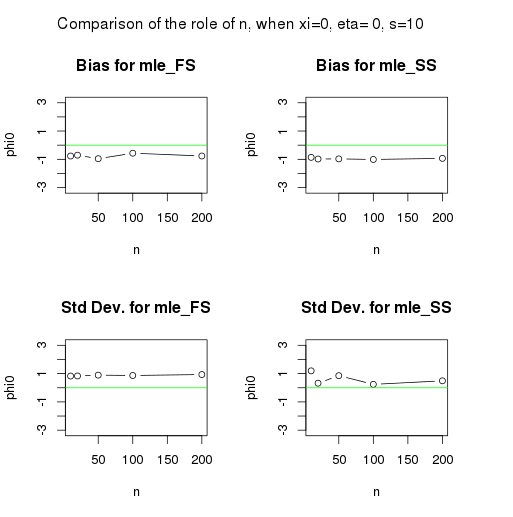 Comparison of the role of n, when xi=0, eta= 0, s=10
Bias for mle_FS
phi0
3
1
-1
-3
50 100 150 200
n
Bias for mle_SS
phi0
3
1
-1
-3
50 100 150 200
n
Std Dev. for mle_FS
phi0
3
1
-1
-3
50 100 150 200
n
Std Dev. for mle_SS
phi0
3
1
-1
-3
50 100 150 200
n